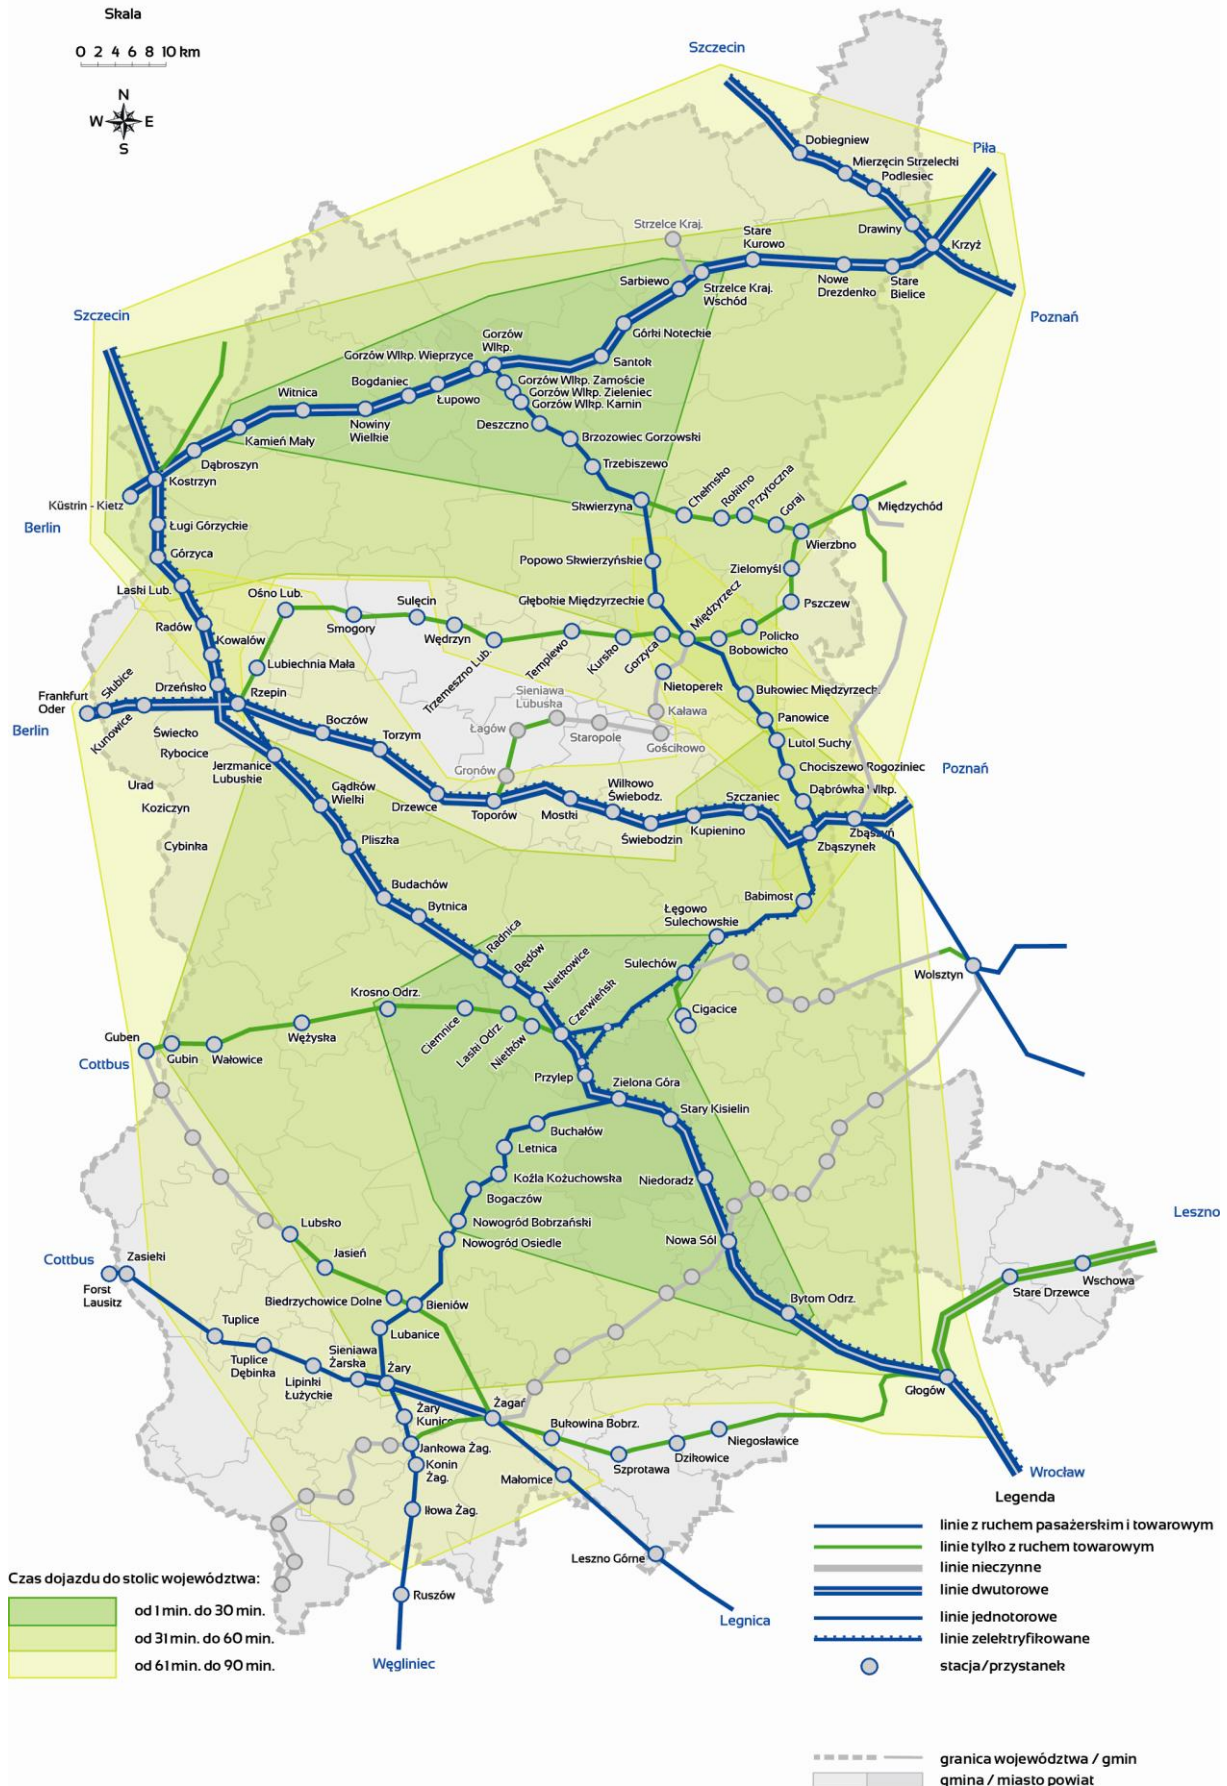 Skala
0 2 4 6 8 10 km
N
W E
S
Szczecin
Dobiegniew
Mierzęcin Strzelecki
Podlesiec
Piła
Drawiny
Krzyż
Strzelce Kraj.
Stare
Kurowo
Sarbiewo
Strzelce Kraj.
Wschód
Nowe
Drezdenko
Stare
Bielice
Poznań
Szczecin
Górki Noteckie
Gorzów
Wlkp.
Gorzów Wlkp. Wieprzyce
Santok
Bogdaniec
Łupowo
Gorzów Wlkp. Zamoście
Gorzów Wlkp. Zieleniec
Gorzów Wlkp. Karnin
Witnica
Nowiny
Wielkie
Kamień Mały
Deszczno
Brzozowiec Gorzowski
Dąbroszyn
Trzebiszewo
Kostrzyn
Küstrin - Kietz
Skwierzyna
Chełmsko
Rokitno
Przytoczna
Goraj
Międzychód
Berlin
Ługi Górzyckie
Wierzbno
Górzyca
Popowo Skwierzyńskie
Zielomyśl
Laski Lub.
Ośno Lub.
Sulęcin
Głębokie Międzyrzeckie
Międzyrzecz
Pszczew
Radów
Smogory
Wędrzyn
Policko
Kowalów
Trzemeszno Lub.
Templewo
Kursko
Gorzyca
Bobowicko
Lubiechnia Mała
Nietoperek
Drzeńsko
Rzepin
Bukowiec Międzyrzeck.
Frankfurt
Oder
Słubice
Kunowice
Sieniawa
Lubuska
Kaława
Panowice
Berlin
Świecko
Boczów
Łagów
Staropole
Gościkowo
Lutol Suchy
Rybocice
Torzym
Jerzmanice
Lubuskie
Gronów
Chociszewo Rogoziniec
Poznań
Urad
Gądków
Wielki
Wilkowo
Świebodz.
Szczaniec
Dąbrówka Wlkp.
Koziczyn
Drzewce
Toporów
Mostki
Świebodzin
Kupienino
Zbąszyń
Zbąszynek
Cybinka
Pliszka
Budachów
Bytnica
Babimost
Łęgowo
Sulechowskie
Radnica
Będów
Nietkowice
Sulechów
Wolsztyn
Krosno Odrz.
Czerwieńsk
Cigacice
Ciemnice
Laski Odrz.
Nietków
Guben
Gubin
Wałowice
Wężyska
Cottbus
Przylep
Zielona Góra
Stary Kisielin
Buchałów
Letnica
Koźla Kożuchowska
Niedoradz
Bogaczów
Leszno
Nowogród Bobrzański
Nowogród Osiedle
Lubsko
Nowa Sól
Cottbus
Zasieki
Jasień
Wschowa
Forst
Lausitz
Biedrzychowice Dolne
Bieniów
Stare Drzewce
Bytom Odrz.
Tuplice
Lubanice
Tuplice
Dębinka
Sieniawa
Żarska
Żary
Lipinki
Łużyckie
Głogów
Żary
Kunice
Żagań
Bukowina Bobrz.
Niegosławice
Jankowa Żag.
Konin
Żag.
Szprotawa
Dzikowice
Małomice
Wrocław
Iłowa Żag.
Leszno Górne
Ruszów
Legnica
Węgliniec
Czas dojazdu do stolic województwa:
od 1 min. do 30 min.
od 31 min. do 60 min.
od 61 min. do 90 min.
Legenda
linie z ruchem pasażerskim i towarowym
linie tylko z ruchem towarowym
linie nieczynne
linie dwutorowe
linie jednotorowe
linie zelektryfikowane
stacja/przystanek
granica województwa / gmin
gmina / miasto powiat